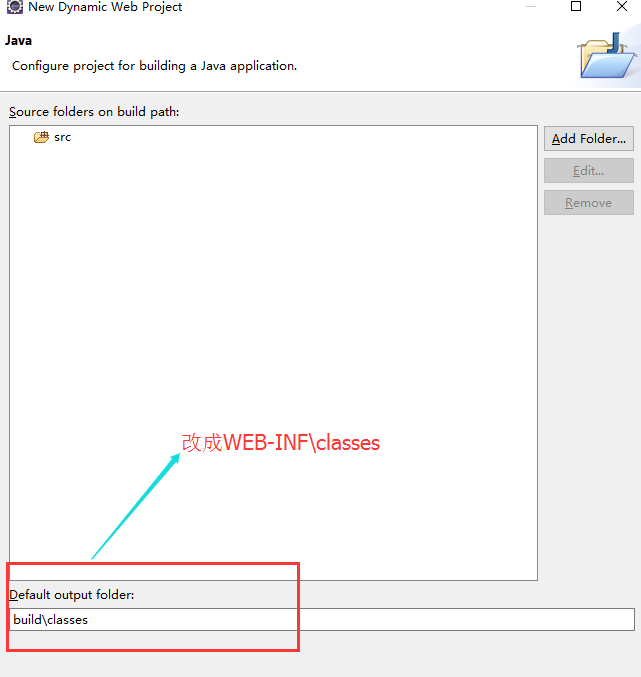 New Dynamic Web Project
Java
Configure project for building a Java application.
Source folders on build path:
src
Add Folder...
Edit...
Remove
改成WEB-INF\classes
Default output folder:
build\classes